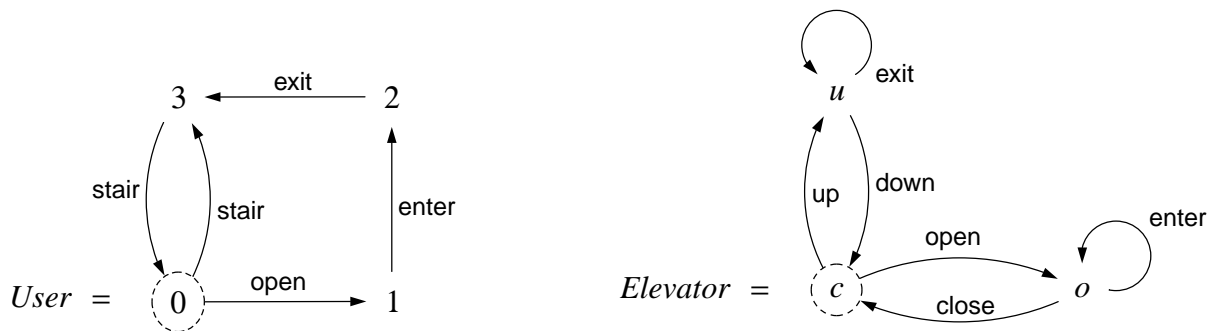 exit
exit
3
2
u
stair
stair
enter
up
down
enter
open
User =
0
open
1
Elevator =
c
close
o